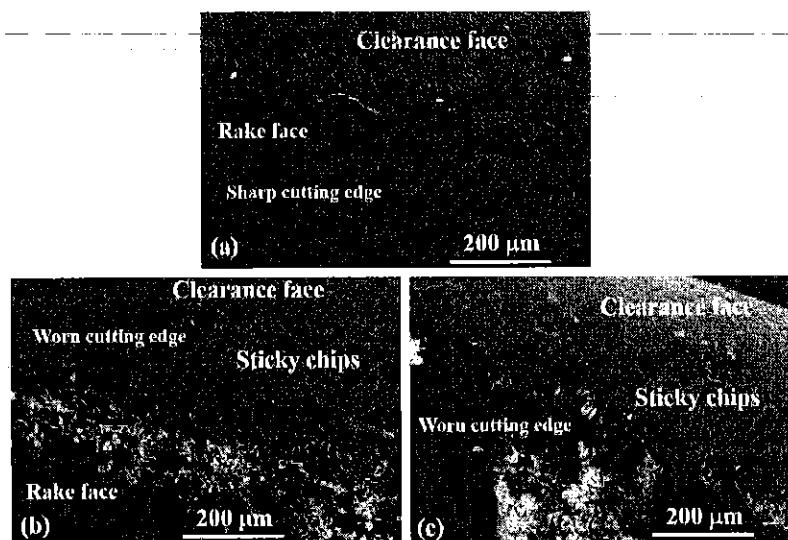 Clearance face
Rake face
Sharp cutting edge
(a)
200 µm
Clearance face
Worn cutting edge
Sticky chips
Rake face
(b)
200 µm
Clearance face
Sticky chips
Worn cutting edge
(c)
200 µm